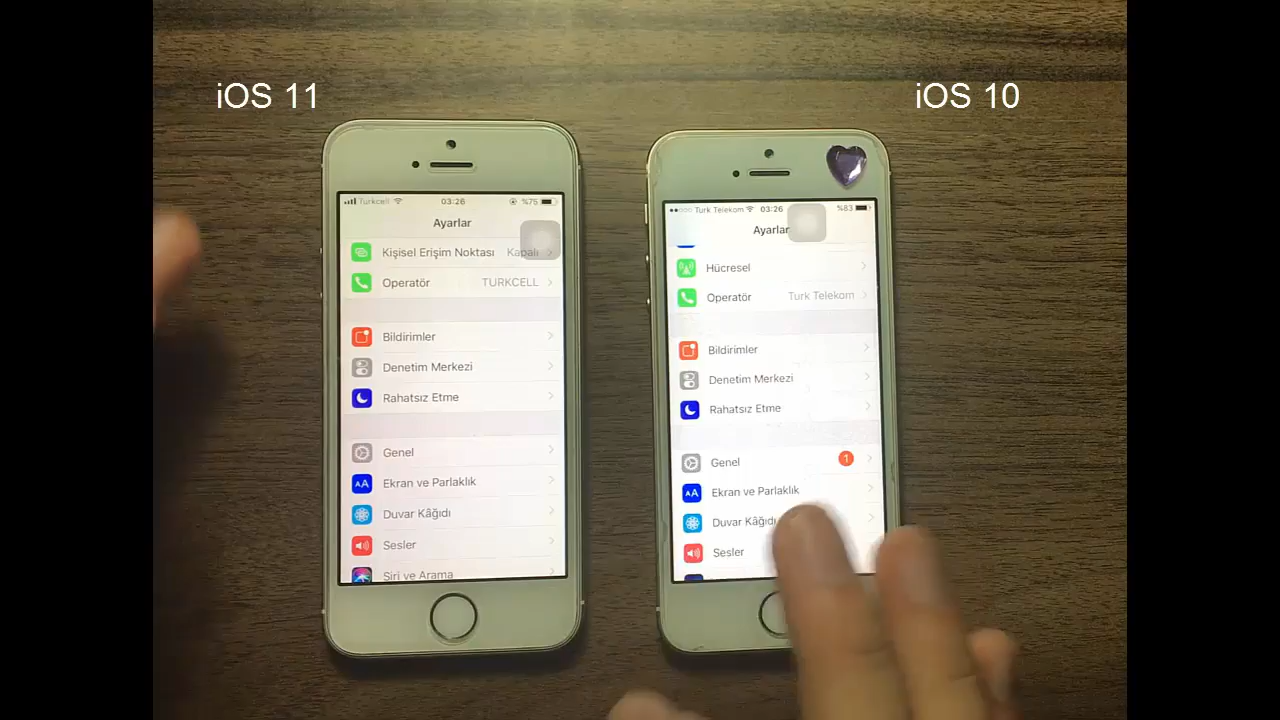 iOS 11
iOS 10
Turkcell 03:26 %75
Ayarlar
Kişisel Erişim Noktası Kapalı
Operatör TURKCELL
Bildirimler
Denetim Merkezi
Rahatsız Etme
Genel
Ekran ve Parlaklık
Duvar Kâğıdı
Sesler
Siri ve Arama
Turk Telekom 03:26 %83
Ayarlar
Hücresel
Operatör Turk Telekom
Bildirimler
Denetim Merkezi
Rahatsız Etme
Genel 1
Ekran ve Parlaklık
Duvar Kâğıdı
Sesler